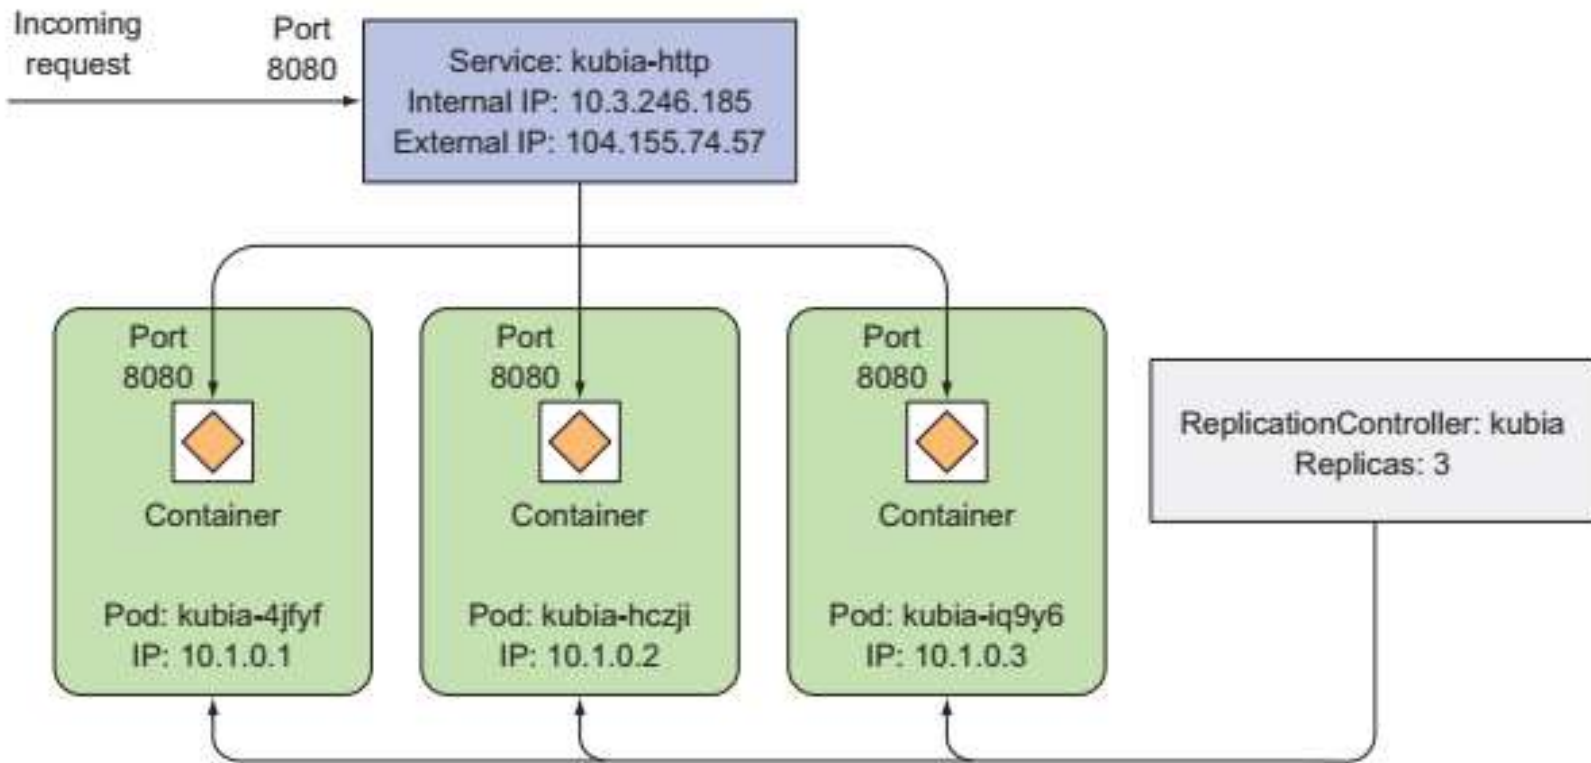 Incoming
request
Port
8080
Service: kubia-http
Internal IP: 10.3.246.185
External IP: 104.155.74.57
Port
8080
Container
Pod: kubia-4jfyf
IP: 10.1.0.1
Port
8080
Container
Pod: kubia-hczji
IP: 10.1.0.2
Port
8080
Container
Pod: kubia-iq9y6
IP: 10.1.0.3
ReplicationController: kubia
Replicas: 3